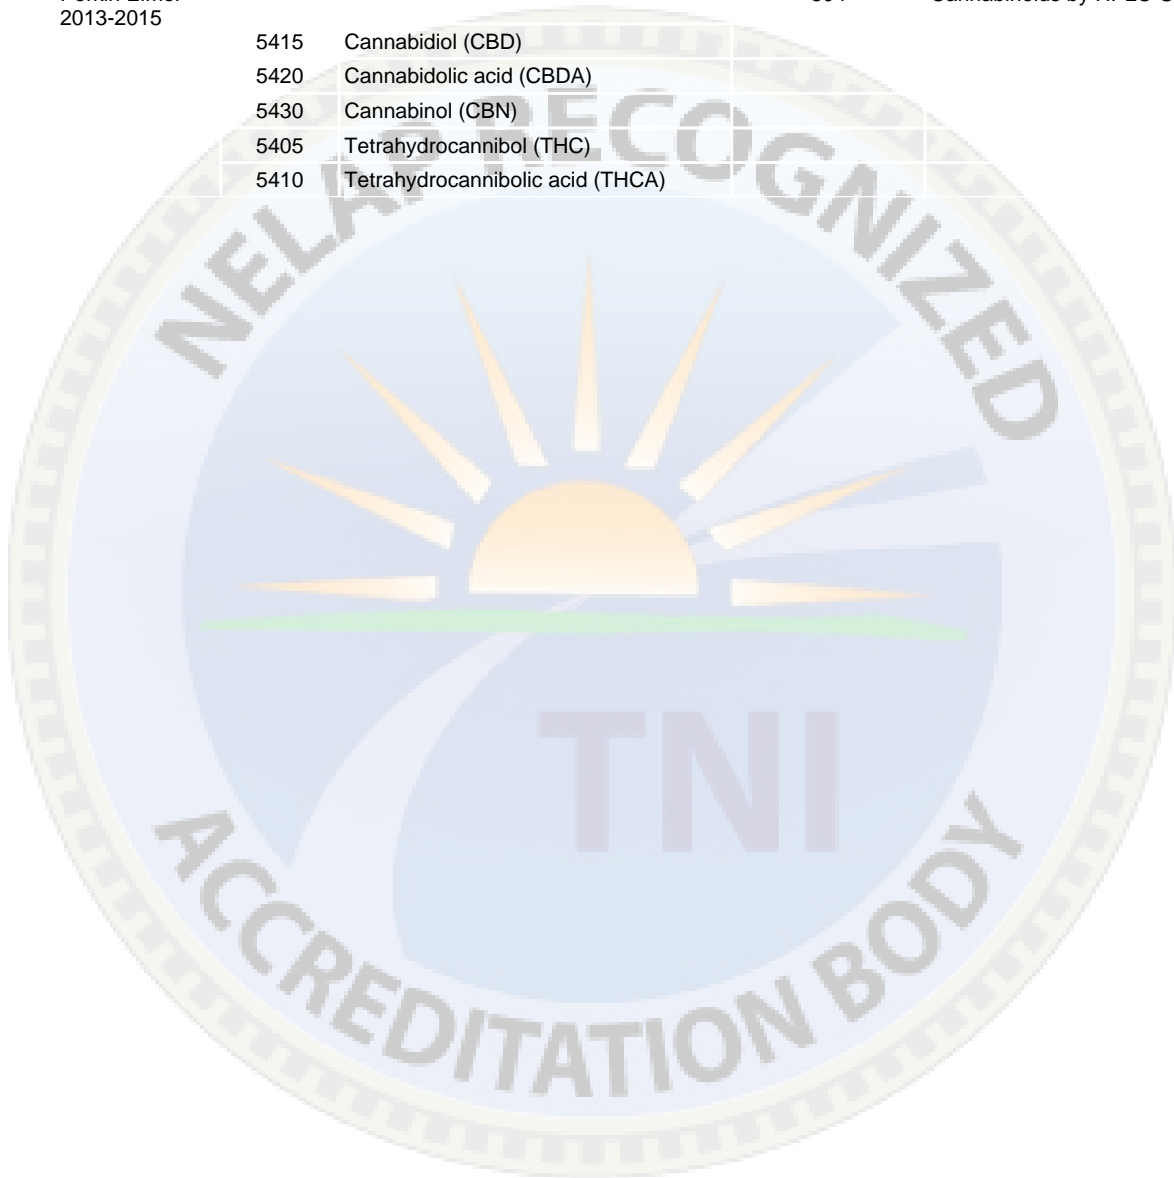 2013-2015
5415 Cannabidiol (CBD)
5420 Cannabidolic acid (CBDA)
5430 Cannabinol (CBN)
5405 Tetrahydrocannibol (THC)
5410 Tetrahydrocannibolic acid (THCA)
NELAP RECOGNIZED
TNI
ACCREDITATION BODY